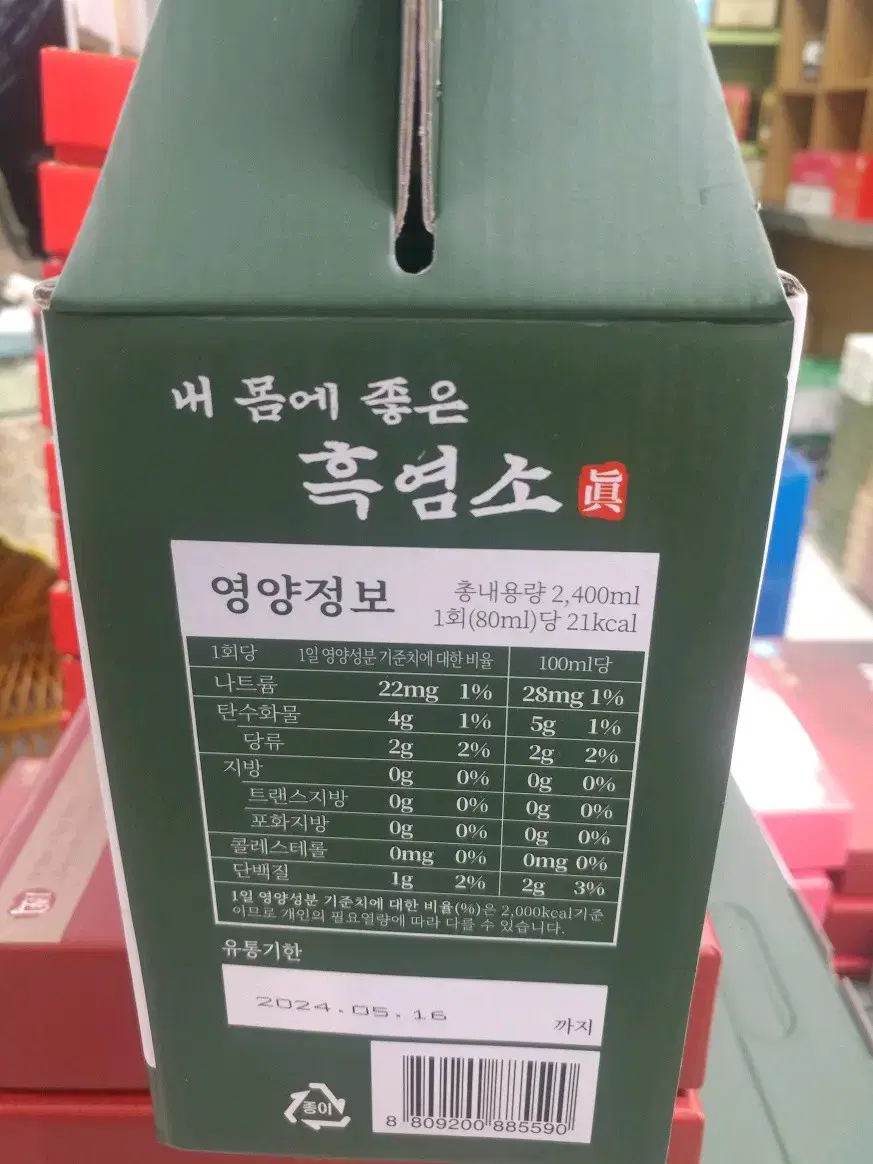 내 몸에 좋은
흑염소 眞
영양정보
총내용량 2,400ml
1회(80ml)당 21kcal
1회당 1일 영양성분 기준치에 대한 비율 100ml당
나트륨 22mg 1% 28mg 1%
탄수화물 4g 1% 5g 1%
당류 2g 2% 2g 2%
지방 0g 0% 0g 0%
트랜스지방 0g 0% 0g 0%
포화지방 0g 0% 0g 0%
콜레스테롤 0mg 0% 0mg 0%
단백질 1g 2% 2g 3%
1일 영양성분 기준치에 대한 비율(%)은 2,000kcal기준
이므로 개인의 필요열량에 따라 다를 수 있습니다.
유통기한
2024.05.16
까지
종이
8 809200 885590